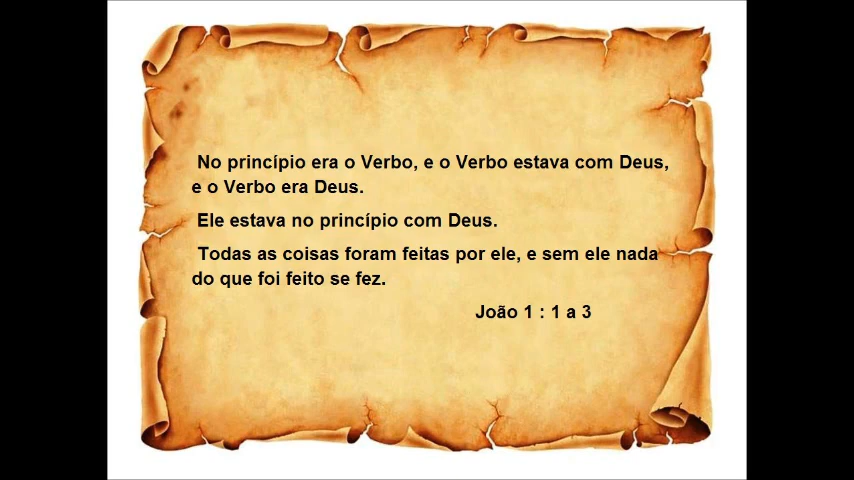 No princípio era o Verbo, e o Verbo estava com Deus,
e o Verbo era Deus.
Ele estava no princípio com Deus.
Todas as coisas foram feitas por ele, e sem ele nada
do que foi feito se fez.
João 1 : 1 a 3